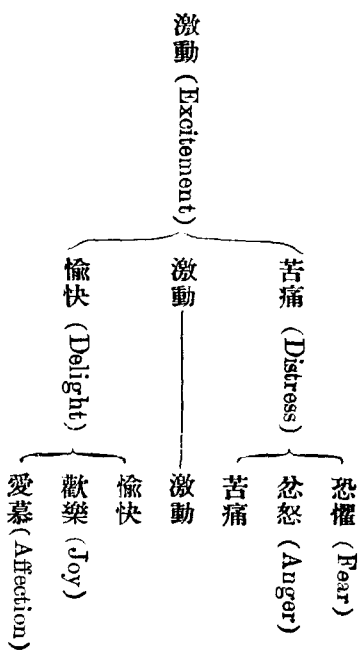 激動 (Excitement)
苦痛 (Distress)
激動
愉快 (Delight)
恐懼 (Fear)
忿怒 (Anger)
苦痛
激動
愉快
歡樂 (Joy)
愛慕 (Affection)